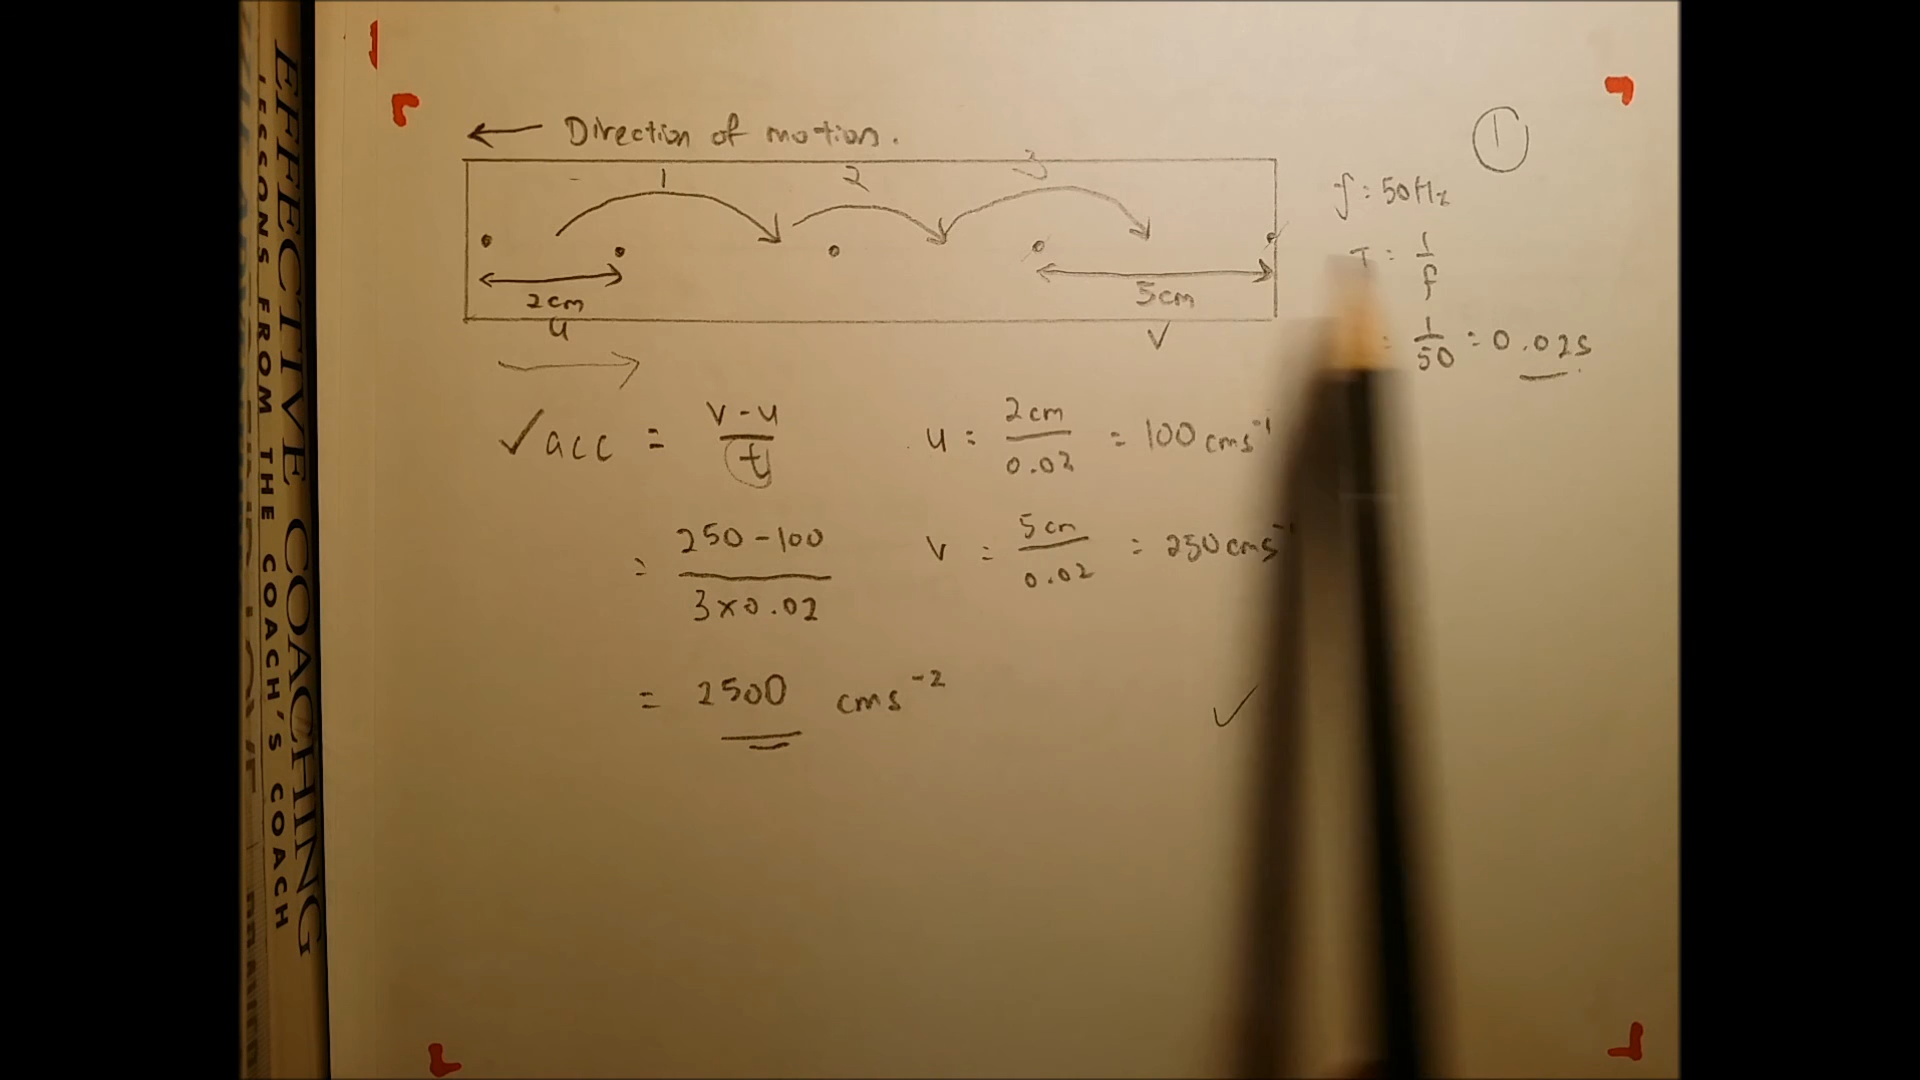 EFFECTIVE COACHING
LESSONS FROM THE COACH'S COACH
← Direction of motion.
1
1 2 3
2cm
u
5cm
v
f = 50Hz
T = 1/f
= 1/50 = 0.02s
✓ acc = v - u / t
= 250 - 100 / 3 x 0.02
= 2500 cms⁻²
u = 2cm / 0.02 = 100 cms⁻¹
v = 5cm / 0.02 = 250 cms⁻¹
✓